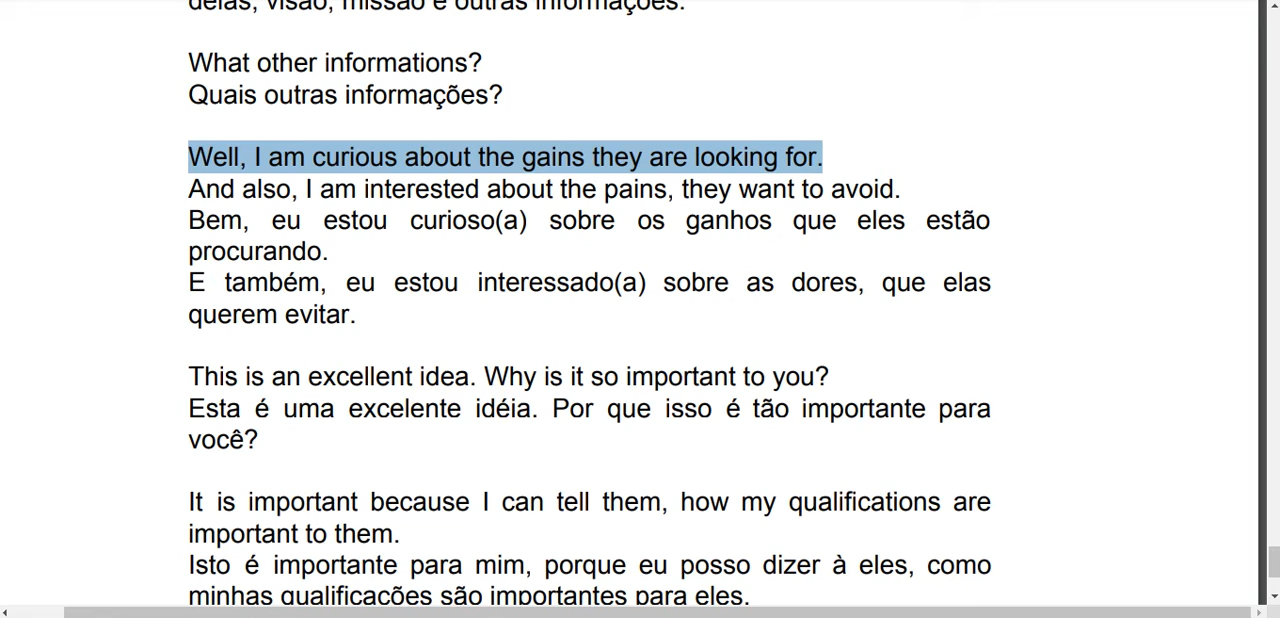 delas, visão, missão e outras informações.
What other informations?
Quais outras informações?
Well, I am curious about the gains they are looking for.
And also, I am interested about the pains, they want to avoid.
Bem, eu estou curioso(a) sobre os ganhos que eles estão
procurando.
E também, eu estou interessado(a) sobre as dores, que elas
querem evitar.
This is an excellent idea. Why is it so important to you?
Esta é uma excelente idéia. Por que isso é tão importante para
você?
It is important because I can tell them, how my qualifications are
important to them.
Isto é importante para mim, porque eu posso dizer à eles, como
minhas qualificações são importantes para eles.